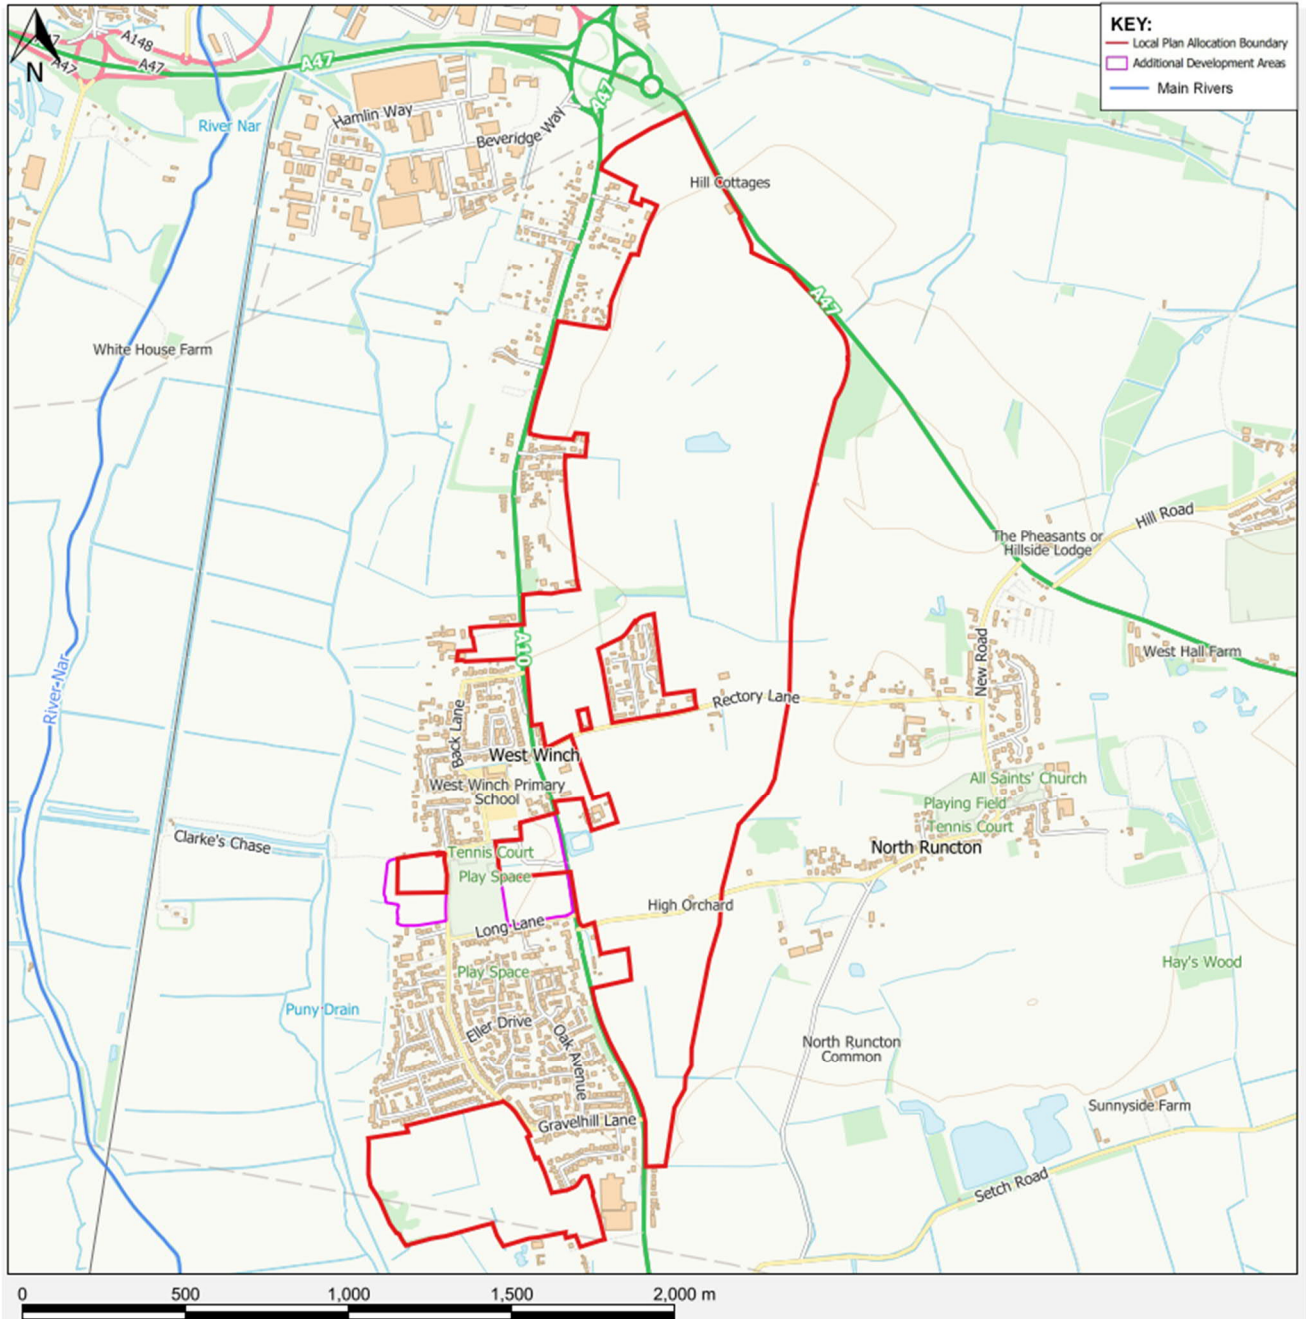 KEY:
Local Plan Allocation Boundary
Additional Development Areas
Main Rivers
N
A47
A148
A47
A47
A47
A47
River Nar
Hamlin Way
Beveridge Way
Hill Cottages
A47
White House Farm
Hill Road
The Pheasants or
Hillside Lodge
A10
New Road
West Hall Farm
River Nar
Rectory Lane
Back Lane
West Winch
West Winch Primary
School
All Saints' Church
Playing Field
Tennis Court
North Runcton
Clarke's Chase
Tennis Court
Play Space
High Orchard
Long Lane
Play Space
Hay's Wood
Puny Drain
Eller Drive
Oak Avenue
North Runcton
Common
Gravelhill Lane
Sunnyside Farm
Setch Road
0 500 1,000 1,500 2,000 m